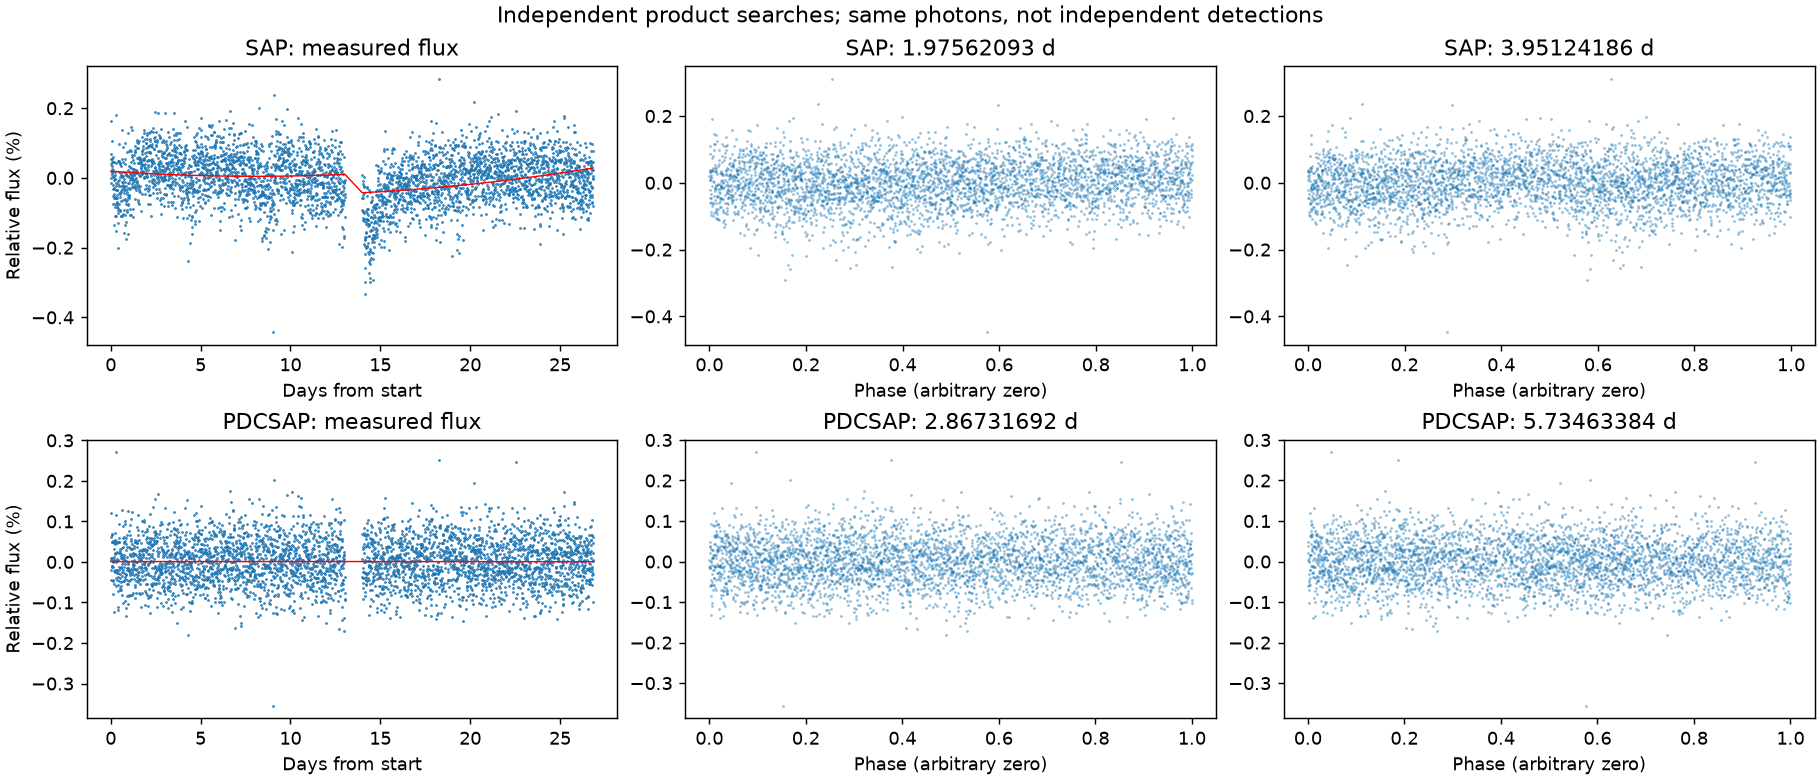 Independent product searches; same photons, not independent detections
SAP: measured flux
SAP: 1.97562093 d
SAP: 3.95124186 d
Relative flux (%)
0.2
0.0
−0.2
−0.4
0 5 10 15 20 25
Days from start
0.2
0.0
−0.2
−0.4
0.0 0.2 0.4 0.6 0.8 1.0
Phase (arbitrary zero)
0.2
0.0
−0.2
−0.4
0.0 0.2 0.4 0.6 0.8 1.0
Phase (arbitrary zero)
PDCSAP: measured flux
PDCSAP: 2.86731692 d
PDCSAP: 5.73463384 d
Relative flux (%)
0.3
0.2
0.1
0.0
−0.1
−0.2
−0.3
0 5 10 15 20 25
Days from start
0.3
0.2
0.1
0.0
−0.1
−0.2
−0.3
0.0 0.2 0.4 0.6 0.8 1.0
Phase (arbitrary zero)
0.3
0.2
0.1
0.0
−0.1
−0.2
−0.3
0.0 0.2 0.4 0.6 0.8 1.0
Phase (arbitrary zero)